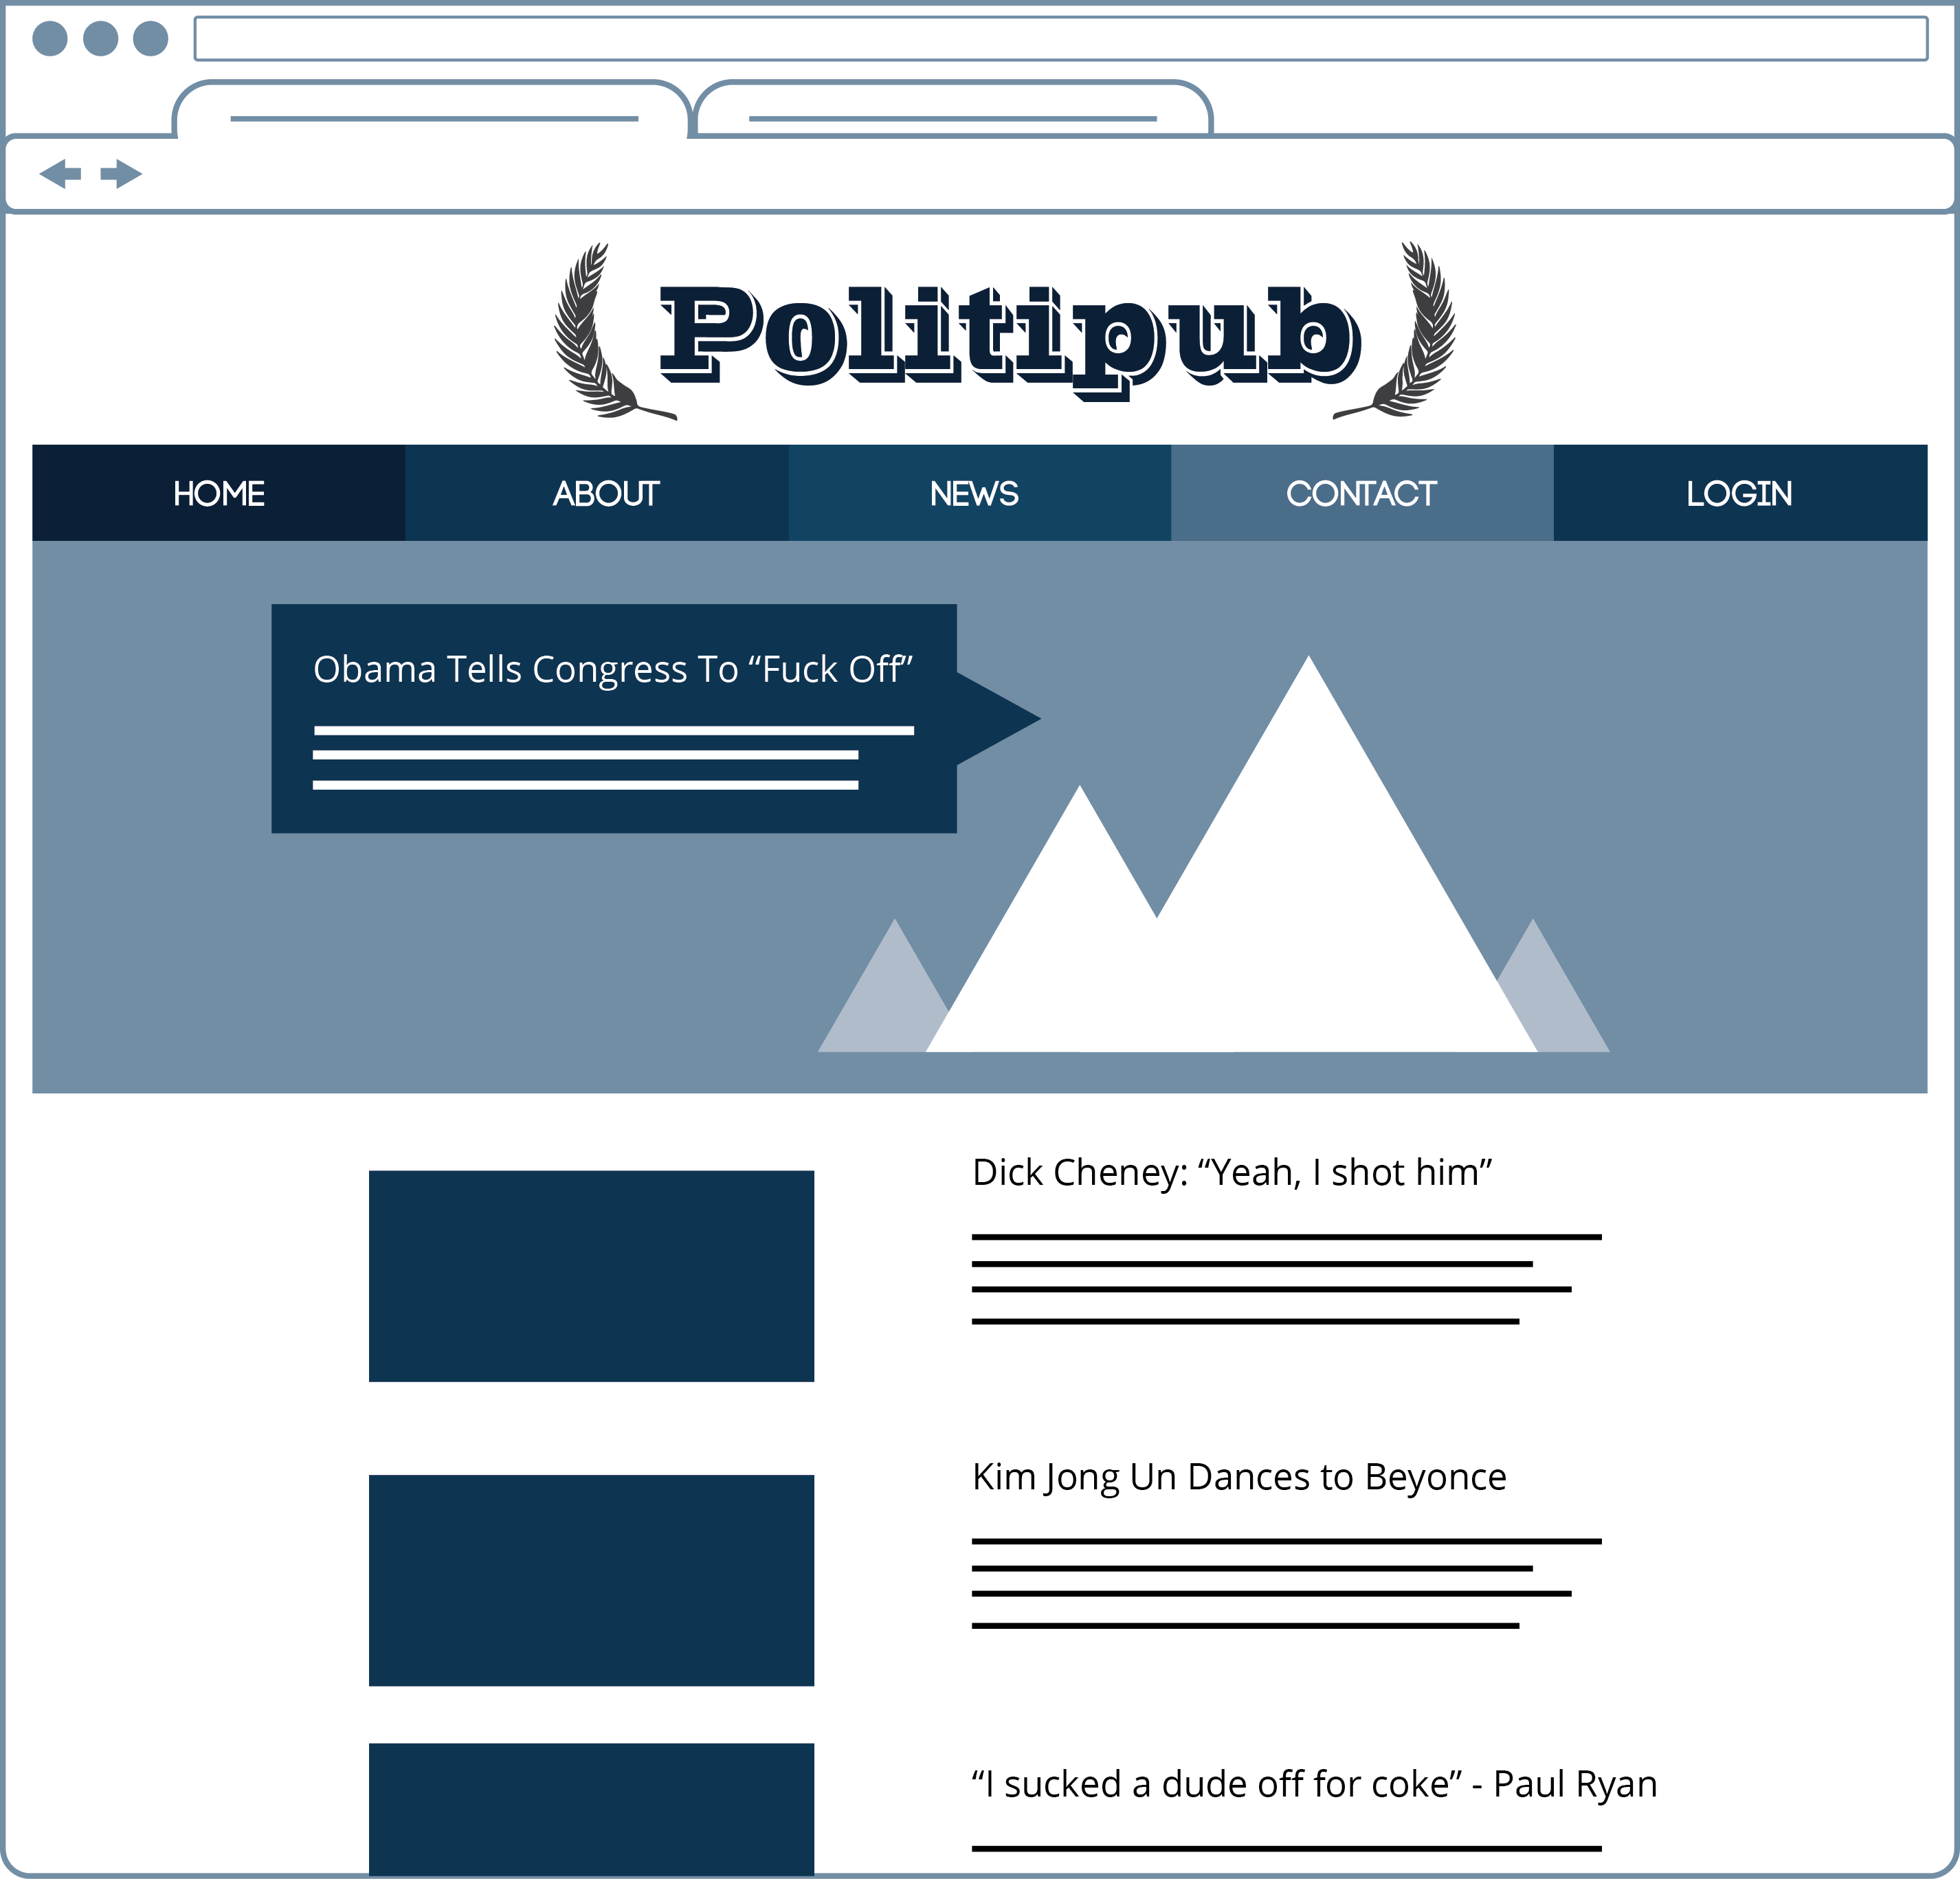 Politipub
HOME
ABOUT
NEWS
CONTACT
LOGIN
Obama Tells Congress To “Fuck Off”
Dick Cheney: “Yeah, I shot him”
Kim Jong Un Dances to Beyonce
“I sucked a dude off for coke” - Paul Ryan